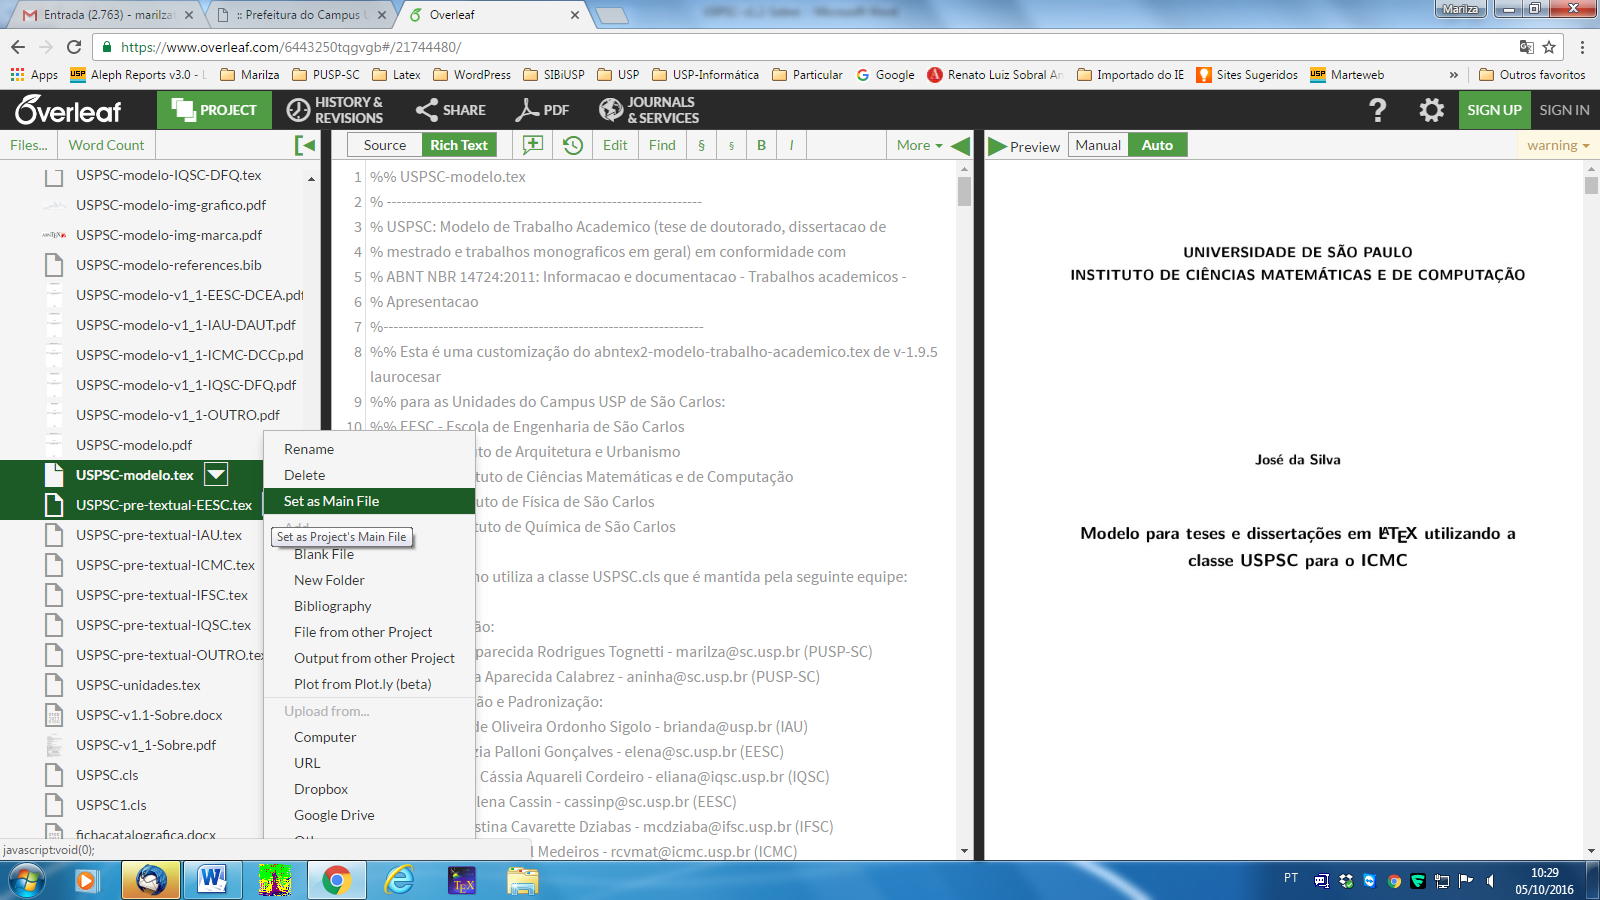 Entrada (2.763) - marilza
:: Prefeitura do Campus U
Overleaf
Marilza
https://www.overleaf.com/6443250tqgvgb#/21744480/
Apps
Aleph Reports v3.0 - L
Marilza
PUSP-SC
Latex
WordPress
SIBiUSP
USP
USP-Informática
Particular
Google
Renato Luiz Sobral An
Importado do IE
Sites Sugeridos
Marteweb
»
Outros favoritos
Overleaf
PROJECT
HISTORY &
REVISIONS
SHARE
PDF
JOURNALS
& SERVICES
?
SIGN UP
SIGN IN
Files...
Word Count
Source
Rich Text
Edit
Find
§
§
B
I
More
Preview
Manual
Auto
warning
USPSC-modelo-IQSC-DFQ.tex
USPSC-modelo-img-grafico.pdf
USPSC-modelo-img-marca.pdf
USPSC-modelo-references.bib
USPSC-modelo-v1_1-EESC-DCEA.pdf
USPSC-modelo-v1_1-IAU-DAUT.pdf
USPSC-modelo-v1_1-ICMC-DCCp.pd
USPSC-modelo-v1_1-IQSC-DFQ.pdf
USPSC-modelo-v1_1-OUTRO.pdf
USPSC-modelo.pdf
USPSC-modelo.tex
USPSC-pre-textual-EESC.tex
USPSC-pre-textual-IAU.tex
USPSC-pre-textual-ICMC.tex
USPSC-pre-textual-IFSC.tex
USPSC-pre-textual-IQSC.tex
USPSC-pre-textual-OUTRO.tex
USPSC-unidades.tex
USPSC-v1.1-Sobre.docx
USPSC-v1_1-Sobre.pdf
USPSC.cls
USPSC1.cls
fichacatalografica.docx
javascript:void(0);
Rename
Delete
Set as Main File
Add
Set as Project's Main File
Blank File
New Folder
Bibliography
File from other Project
Output from other Project
Plot from Plot.ly (beta)
Upload from...
Computer
URL
Dropbox
Google Drive
1 %% USPSC-modelo.tex
2 % ---------------------------------------------------------------
3 % USPSC: Modelo de Trabalho Academico (tese de doutorado, dissertacao de
4 % mestrado e trabalhos monograficos em geral) em conformidade com
5 % ABNT NBR 14724:2011: Informacao e documentacao - Trabalhos academicos -
6 % Apresentacao
7 %----------------------------------------------------------------
8 %% Esta é uma customização do abntex2-modelo-trabalho-academico.tex de v-1.9.5
laurocesar
9 %% para as Unidades do Campus USP de São Carlos:
10 %% EESC - Escola de Engenharia de São Carlos
uto de Arquitetura e Urbanismo
tituto de Ciências Matemáticas e de Computação
tuto de Física de São Carlos
tuto de Química de São Carlos
no utiliza a classe USPSC.cls que é mantida pela seguinte equipe:
ão:
parecida Rodrigues Tognetti - marilza@sc.usp.br (PUSP-SC)
a Aparecida Calabrez - aninha@sc.usp.br (PUSP-SC)
ão e Padronização:
de Oliveira Ordonho Sigolo - brianda@usp.br (IAU)
zia Palloni Gonçalves - elena@sc.usp.br (EESC)
Cássia Aquareli Cordeiro - eliana@iqsc.usp.br (IQSC)
lena Cassin - cassinp@sc.usp.br (EESC)
stina Cavarette Dziabas - mcdziaba@ifsc.usp.br (IFSC)
l Medeiros - rcvmat@icmc.usp.br (ICMC)
UNIVERSIDADE DE SÃO PAULO
INSTITUTO DE CIÊNCIAS MATEMÁTICAS E DE COMPUTAÇÃO
José da Silva
Modelo para teses e dissertações em LATEX utilizando a
classe USPSC para o ICMC
PT
10:29
05/10/2016